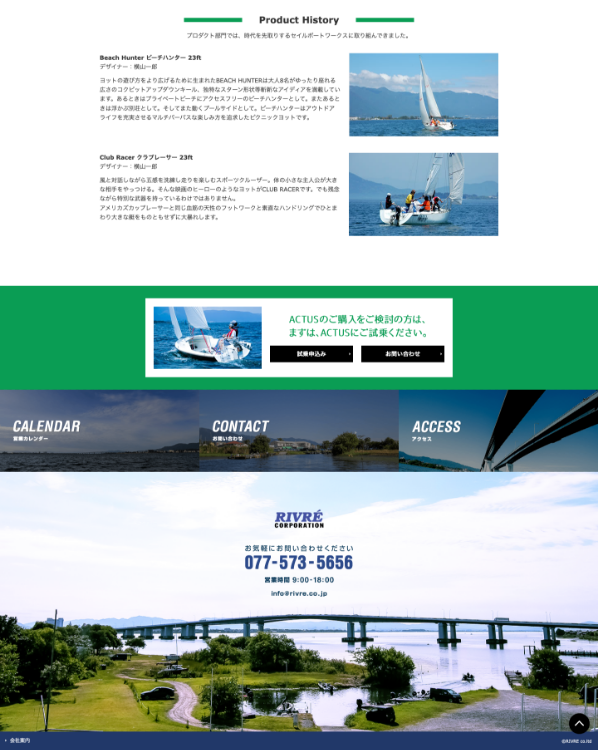 Product History
プロダクト部門では、時代を先取りするセイルボートワークスに取り組んできました。
Beach Hunter ビーチハンター 23ft
デザイナー：横山一郎
ヨットの遊び方をより広げるために生まれたBEACH HUNTERは大人8名がゆったり座れる
広さのコクピットアップダウンキール、独特なスターン形状等斬新なアイディアを満載してい
ます。あるときはプライベートビーチにアクセスフリーのビーチハンターとして。またあると
きは浮かぶ別荘として。そしてまた動くプールサイドとして。ビーチハンターはアウトドア
ライフを充実させるマルチパーパスな楽しみ方を追求したピクニックヨットです。
Club Racer クラブレーサー 23ft
デザイナー：横山一郎
風と対話しながら五感を洗練し走りを楽しむスポーツクルーザー。体の小さな主人公が大き
な相手をやっつける。そんな映画のヒーローのようなヨットがCLUB RACERです。でも残念
ながら特別な武器を持っているわけではありません。
アメリカズカップレーサーと同じ血筋の天性のフットワークと素直なハンドリングでひとま
わり大きな艇をものともせずに大暴れします。
ACTUSのご購入をご検討の方は、
まずは、ACTUSにご試乗ください。
試乗申込み
お問い合わせ
CALENDAR
営業カレンダー
CONTACT
お問い合わせ
ACCESS
アクセス
RIVRÉ
CORPORATION
お気軽にお問い合わせください
077-573-5656
営業時間 9:00-18:00
info@rivre.co.jp
会社案内
©RIVRE co.ltd